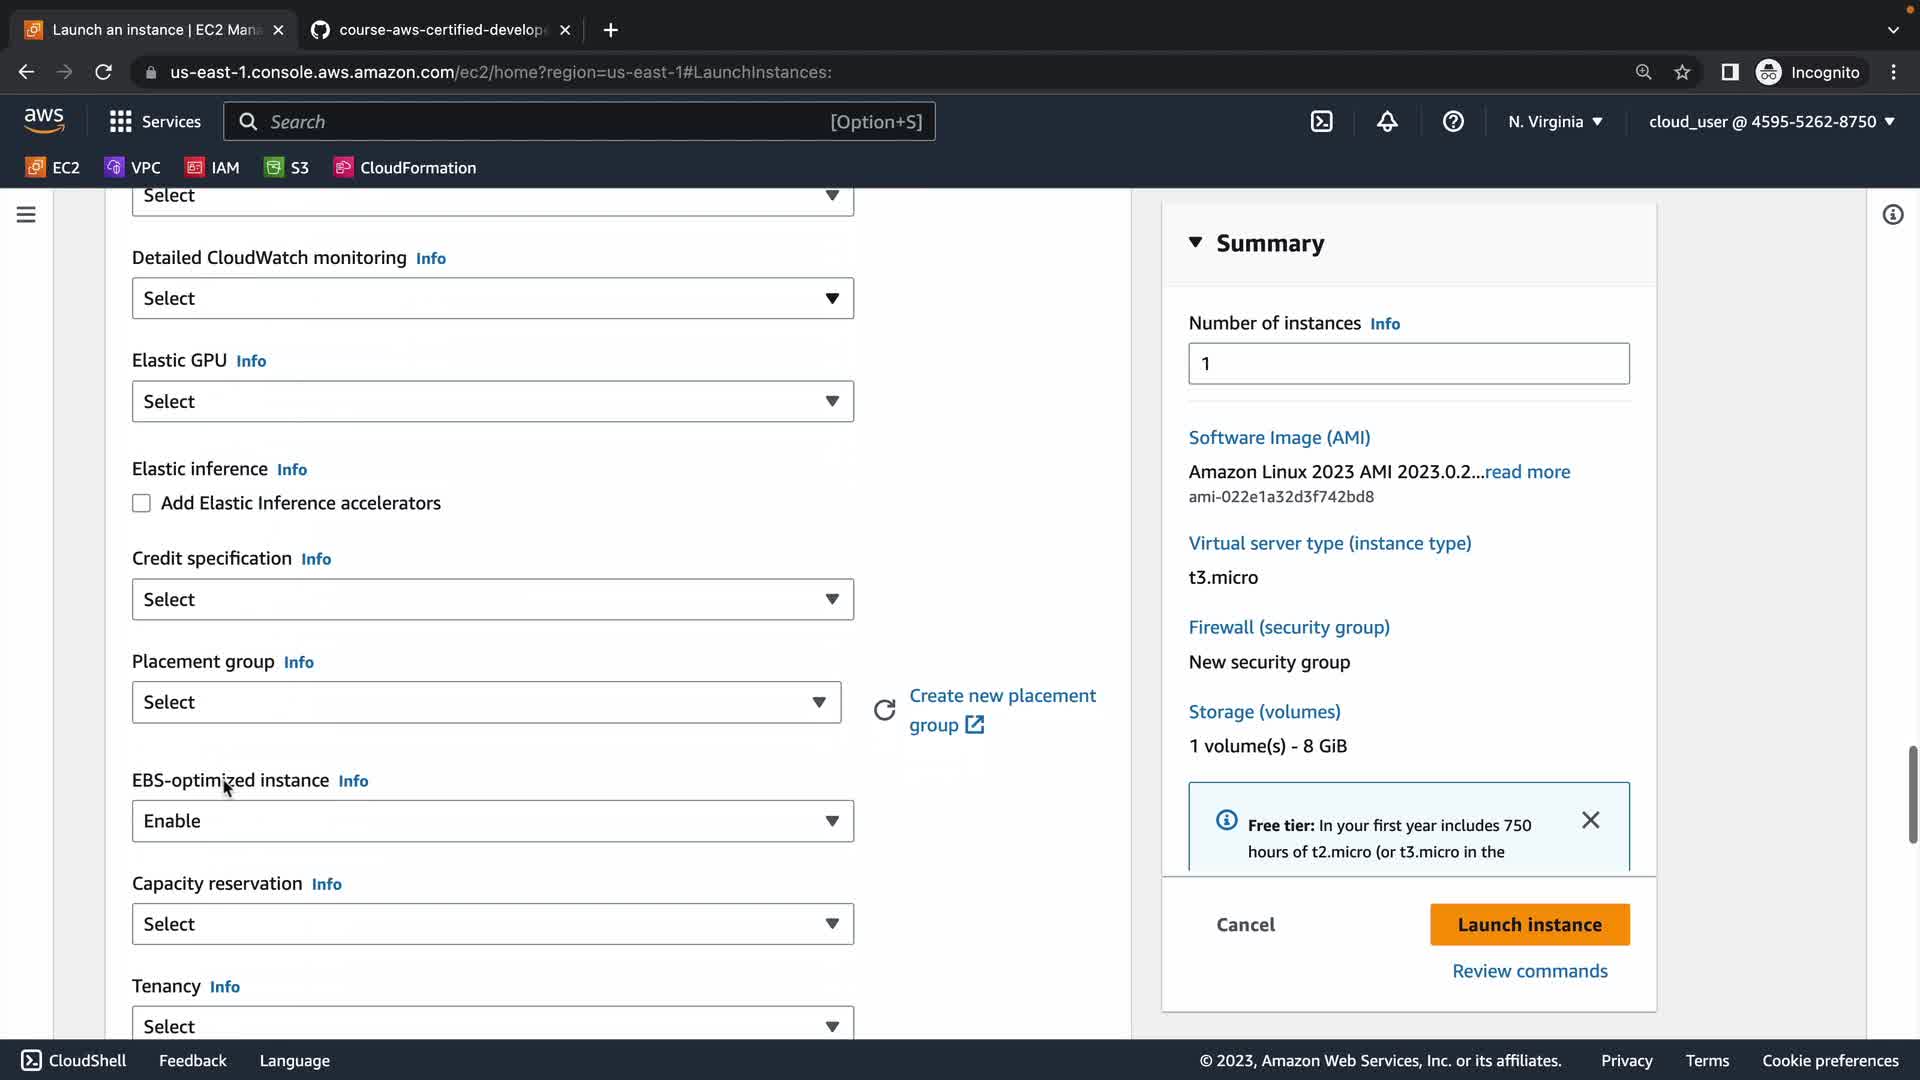 Launch an instance | EC2 Mana
course-aws-certified-develope
us-east-1.console.aws.amazon.com/ec2/home?region=us-east-1#LaunchInstances:
Incognito
aws
Services
Search
[Option+S]
N. Virginia
cloud_user @ 4595-5262-8750
EC2
VPC
IAM
S3
CloudFormation
Select
Detailed CloudWatch monitoring Info
Select
Elastic GPU Info
Select
Elastic inference Info
Add Elastic Inference accelerators
Credit specification Info
Select
Placement group Info
Select
Create new placement
group
EBS-optimized instance Info
Enable
Capacity reservation Info
Select
Tenancy Info
Select
Summary
Number of instances Info
1
Software Image (AMI)
Amazon Linux 2023 AMI 2023.0.2...read more
ami-022e1a32d3f742bd8
Virtual server type (instance type)
t3.micro
Firewall (security group)
New security group
Storage (volumes)
1 volume(s) - 8 GiB
Free tier: In your first year includes 750
hours of t2.micro (or t3.micro in the
Cancel
Launch instance
Review commands
CloudShell
Feedback
Language
© 2023, Amazon Web Services, Inc. or its affiliates.
Privacy
Terms
Cookie preferences